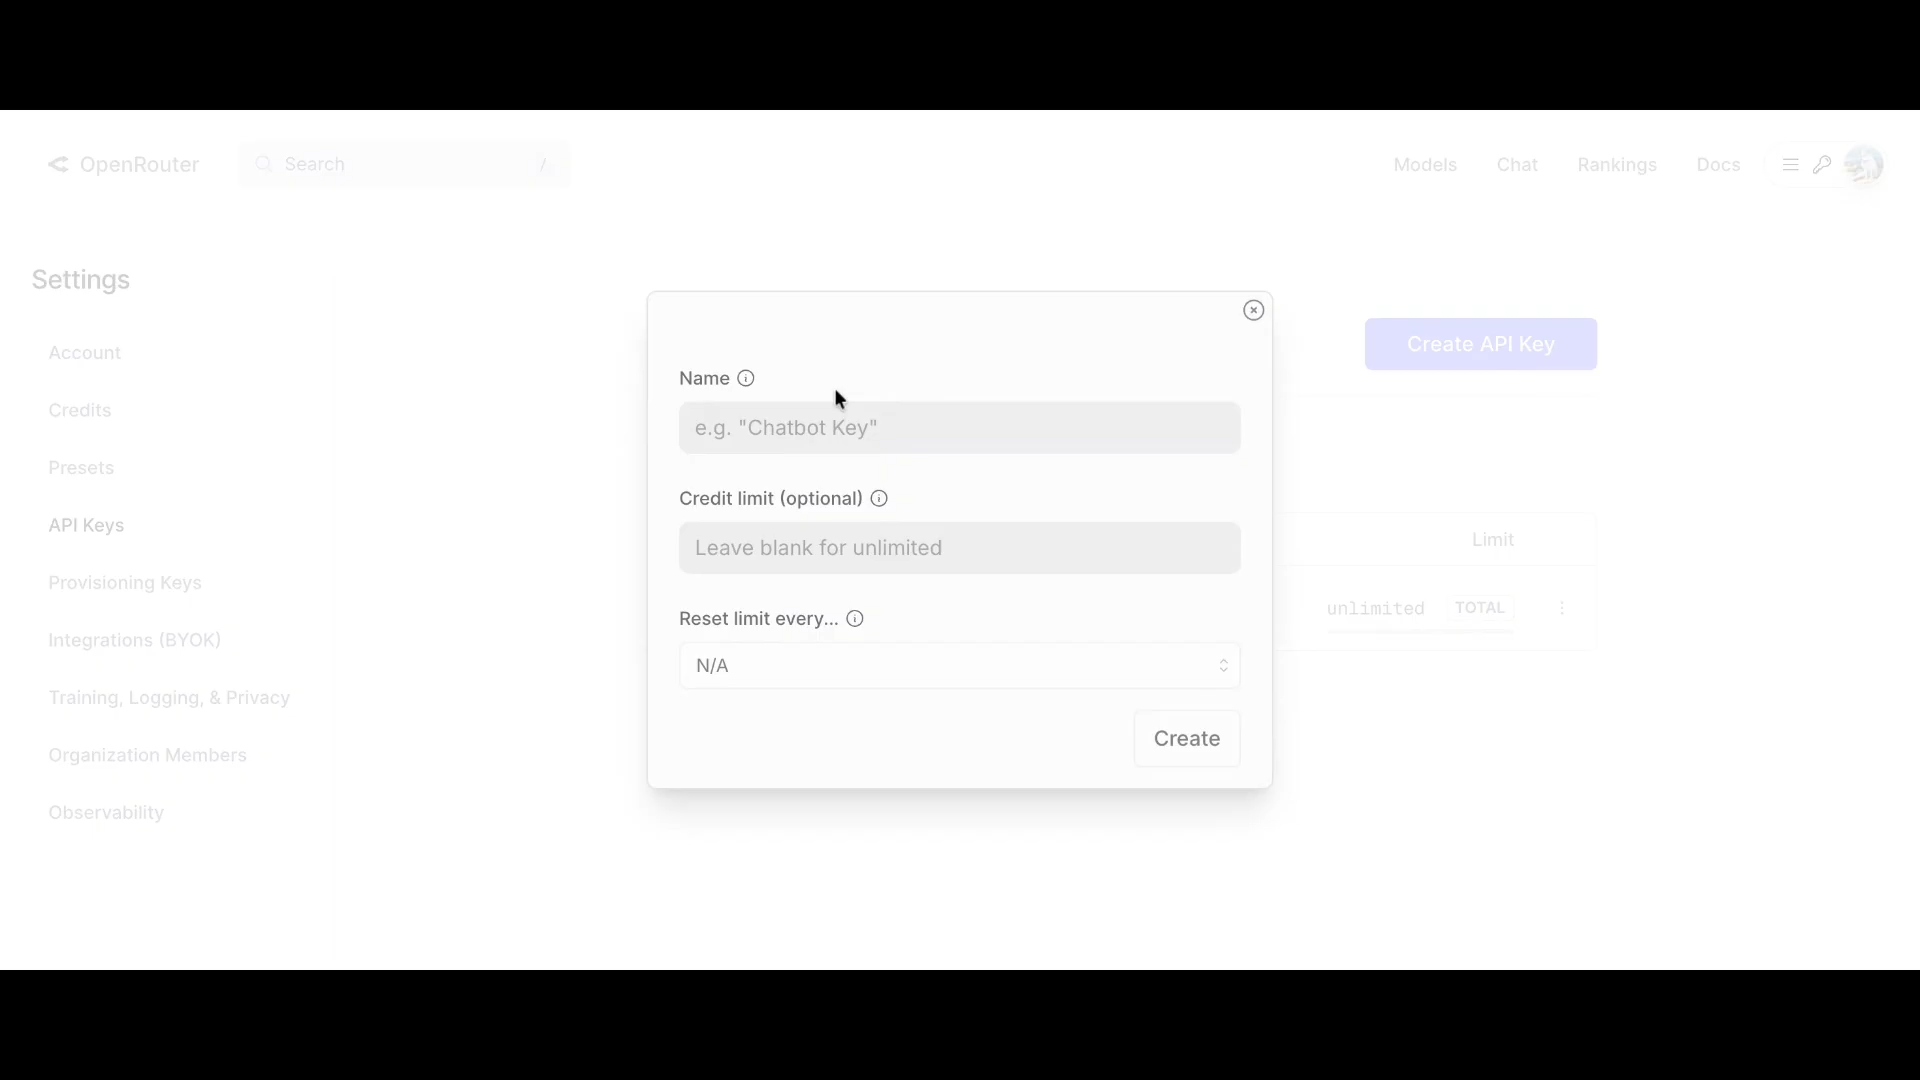 OpenRouter
Search
/
Models
Chat
Rankings
Docs
Settings
Account
Credits
Presets
API Keys
Provisioning Keys
Integrations (BYOK)
Training, Logging, & Privacy
Organization Members
Observability
Create API Key
Name
e.g. "Chatbot Key"
Credit limit (optional)
Leave blank for unlimited
Reset limit every...
N/A
Create
Limit
unlimited TOTAL